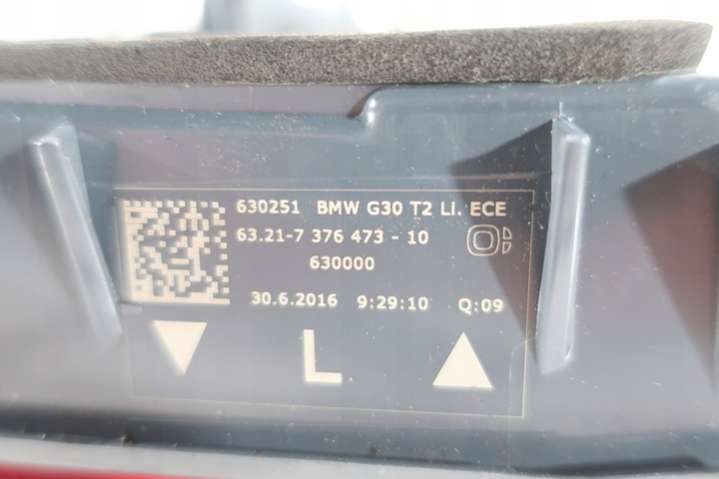 630251 BMW G30 T2 Li. ECE
63.21-7 376 473 - 10
630000
30.6.2016 9:29:10 Q:09
L